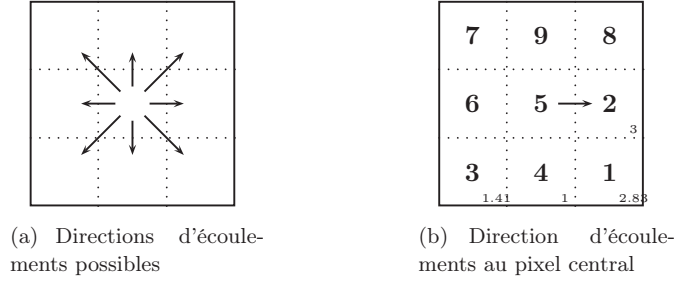 7 9 8
6 5 2
3
3 4 1
1.41 1 2.83
(a) Directions d'écoule-
ments possibles
(b) Direction d'écoule-
ments au pixel central